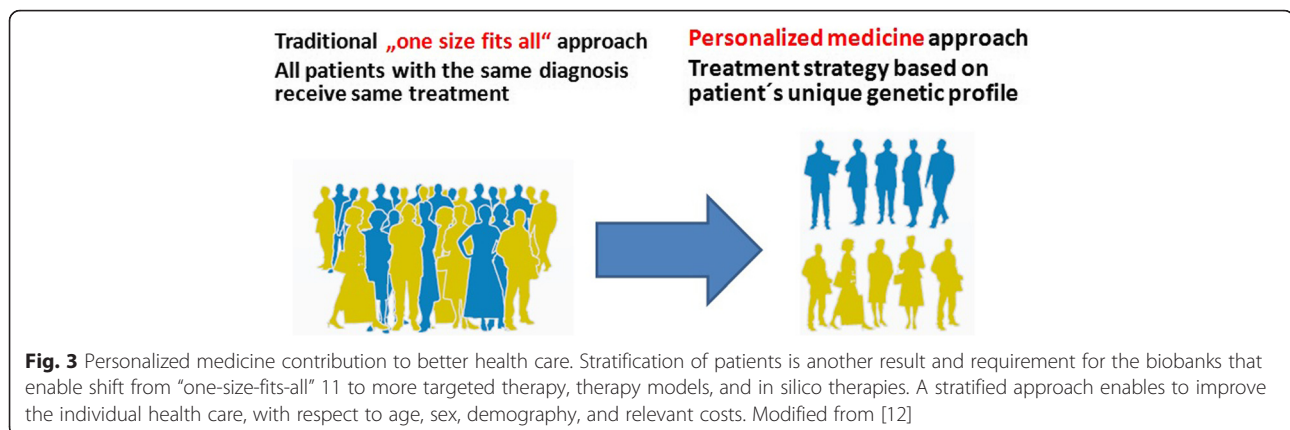 Traditional „one size fits all“ approach
All patients with the same diagnosis
receive same treatment
Personalized medicine approach
Treatment strategy based on
patient´s unique genetic profile
Fig. 3 Personalized medicine contribution to better health care. Stratification of patients is another result and requirement for the biobanks that
enable shift from “one-size-fits-all” 11 to more targeted therapy, therapy models, and in silico therapies. A stratified approach enables to improve
the individual health care, with respect to age, sex, demography, and relevant costs. Modified from [12]